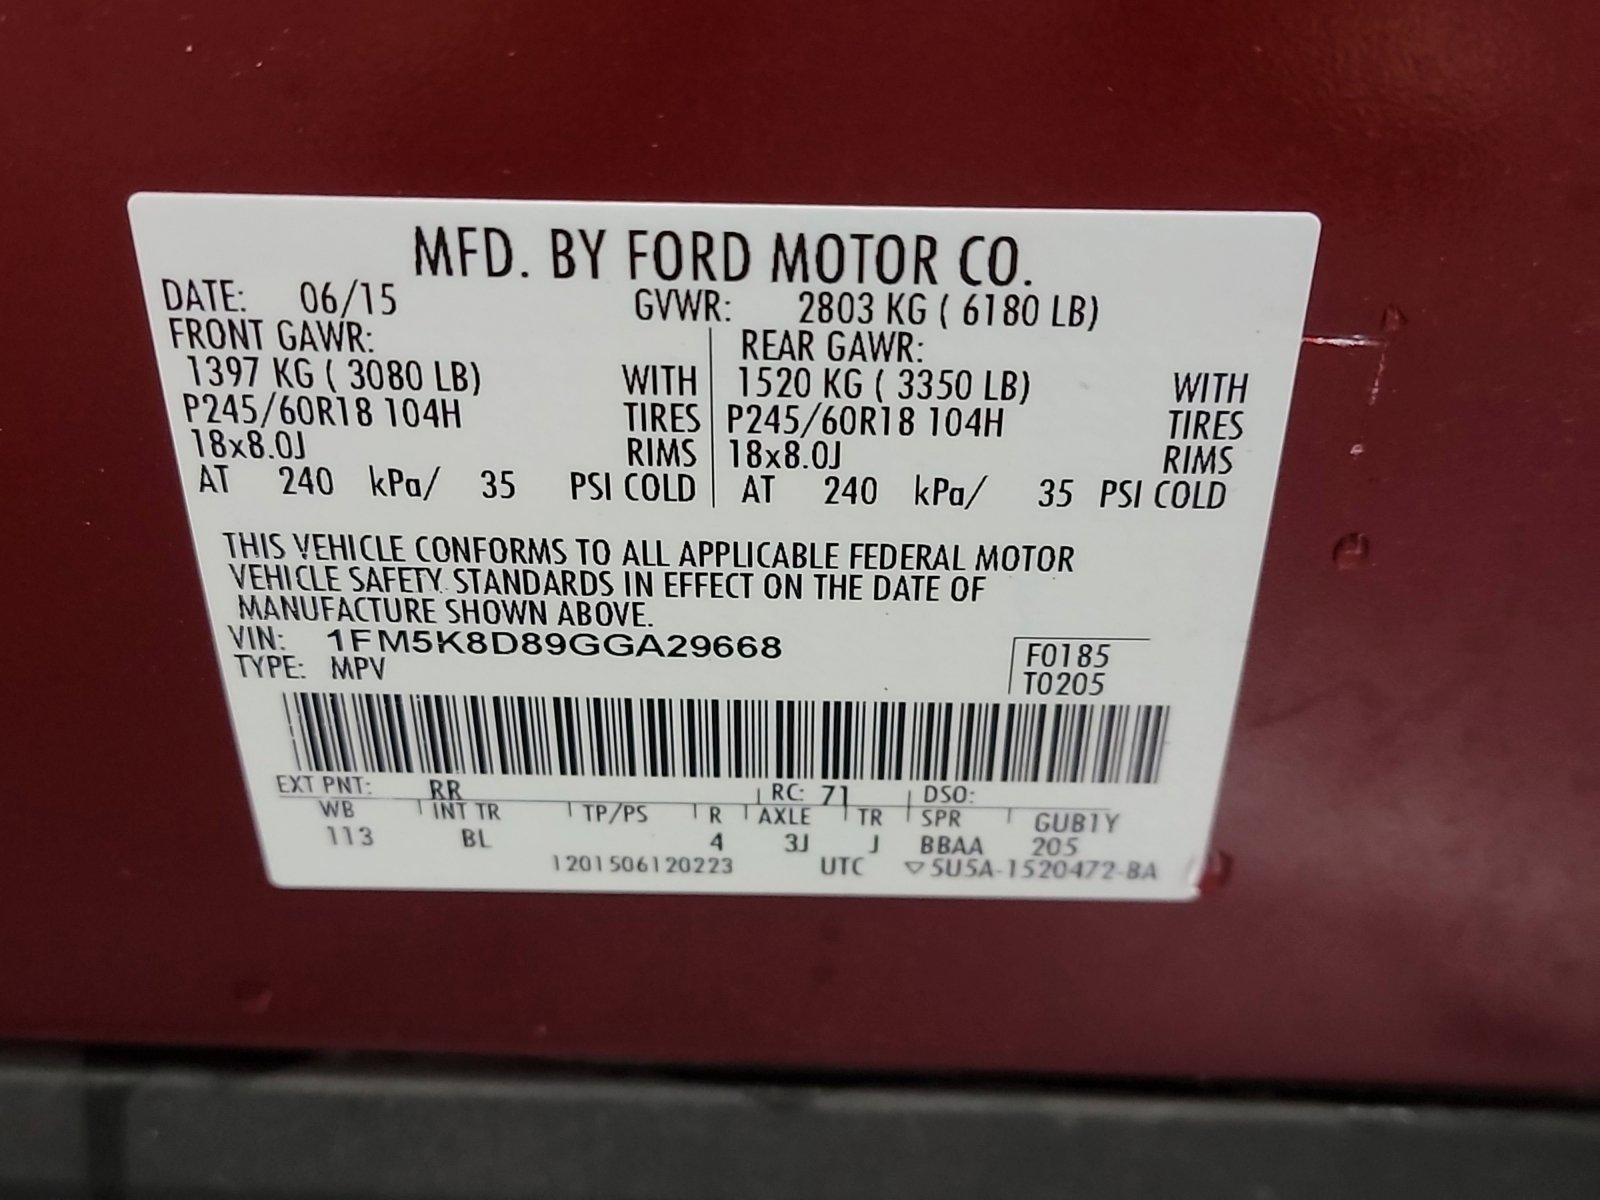 MFD. BY FORD MOTOR CO.
DATE: 06/15 GVWR: 2803 KG ( 6180 LB)
FRONT GAWR: REAR GAWR:
1397 KG ( 3080 LB) WITH 1520 KG ( 3350 LB) WITH
P245/60R18 104H TIRES P245/60R18 104H TIRES
18x8.0J RIMS 18x8.0J RIMS
AT 240 kPa/ 35 PSI COLD AT 240 kPa/ 35 PSI COLD
THIS VEHICLE CONFORMS TO ALL APPLICABLE FEDERAL MOTOR
VEHICLE SAFETY STANDARDS IN EFFECT ON THE DATE OF
MANUFACTURE SHOWN ABOVE.
VIN: 1FM5K8D89GGA29668 F0185
TYPE: MPV T0205
EXT PNT: RR RC: 71 DSO:
WB INT TR TP/PS R AXLE TR SPR GUB1Y
113 BL 4 3J J BBAA 205
1201506120223 UTC ▽5U5A-1520472-BA